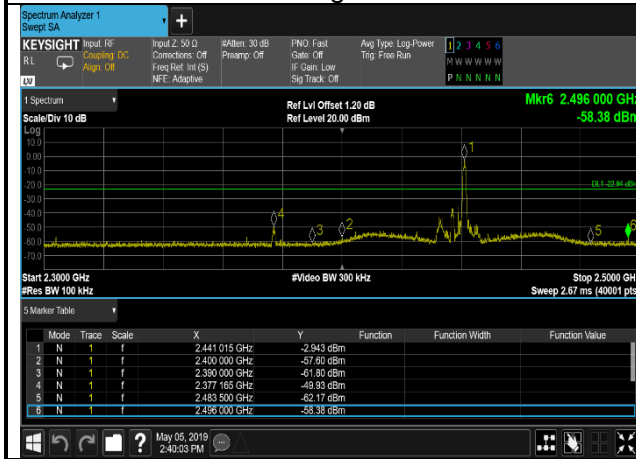 Spectrum Analyzer 1
Swept SA
KEYSIGHT
RL
Input: RF
Coupling: DC
Align: Off
Input Z: 50 Ω
Corrections: Off
Freq Ref: Int (S)
NFE: Adaptive
#Atten: 30 dB
Preamp: Off
PNO: Fast
Gate: Off
IF Gain: Low
Sig Track: Off
Avg Type: Log-Power
Trig: Free Run
1 2 3 4 5 6
M W W W W W
P N N N N N
1 Spectrum
Scale/Div 10 dB
Ref Lvl Offset 1.20 dB
Ref Level 20.00 dBm
Mkr6 2.496 000 GHz
-58.38 dBm
Log
10.0
0.00
-10.0
-20.0
-30.0
-40.0
-50.0
-60.0
-70.0
1
DL1 -22.94 dB
4
3
2
5
6
Start 2.3000 GHz
#Res BW 100 kHz
#Video BW 300 kHz
Stop 2.5000 GH
Sweep 2.67 ms (40001 pts
5 Marker Table
Mode Trace Scale X Y Function Function Width Function Value
1 N 1 f 2.441 015 GHz -2.943 dBm
2 N 1 f 2.400 000 GHz -57.60 dBm
3 N 1 f 2.390 000 GHz -61.80 dBm
4 N 1 f 2.377 165 GHz -49.93 dBm
5 N 1 f 2.483 500 GHz -62.17 dBm
6 N 1 f 2.496 000 GHz -58.38 dBm
?
May 05, 2019
2:40:03 PM